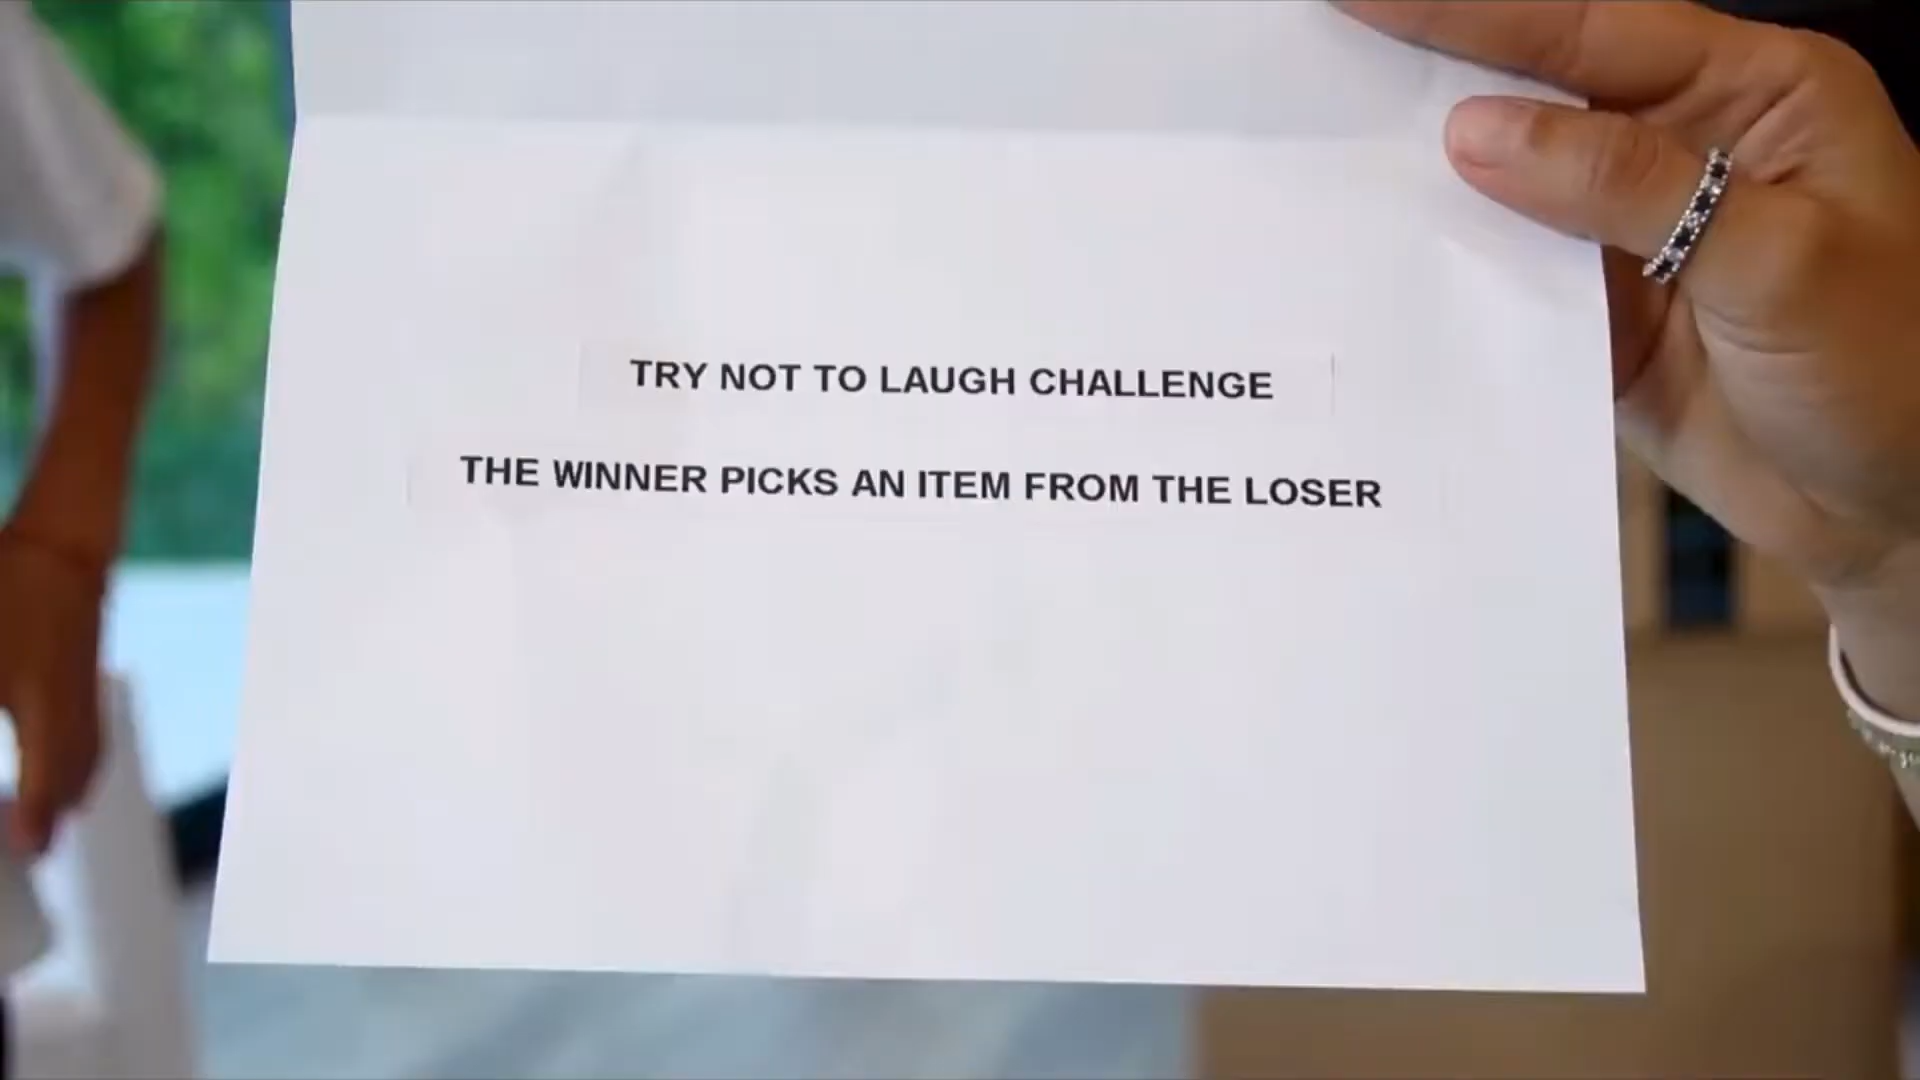 TRY NOT TO LAUGH CHALLENGE
THE WINNER PICKS AN ITEM FROM THE LOSER